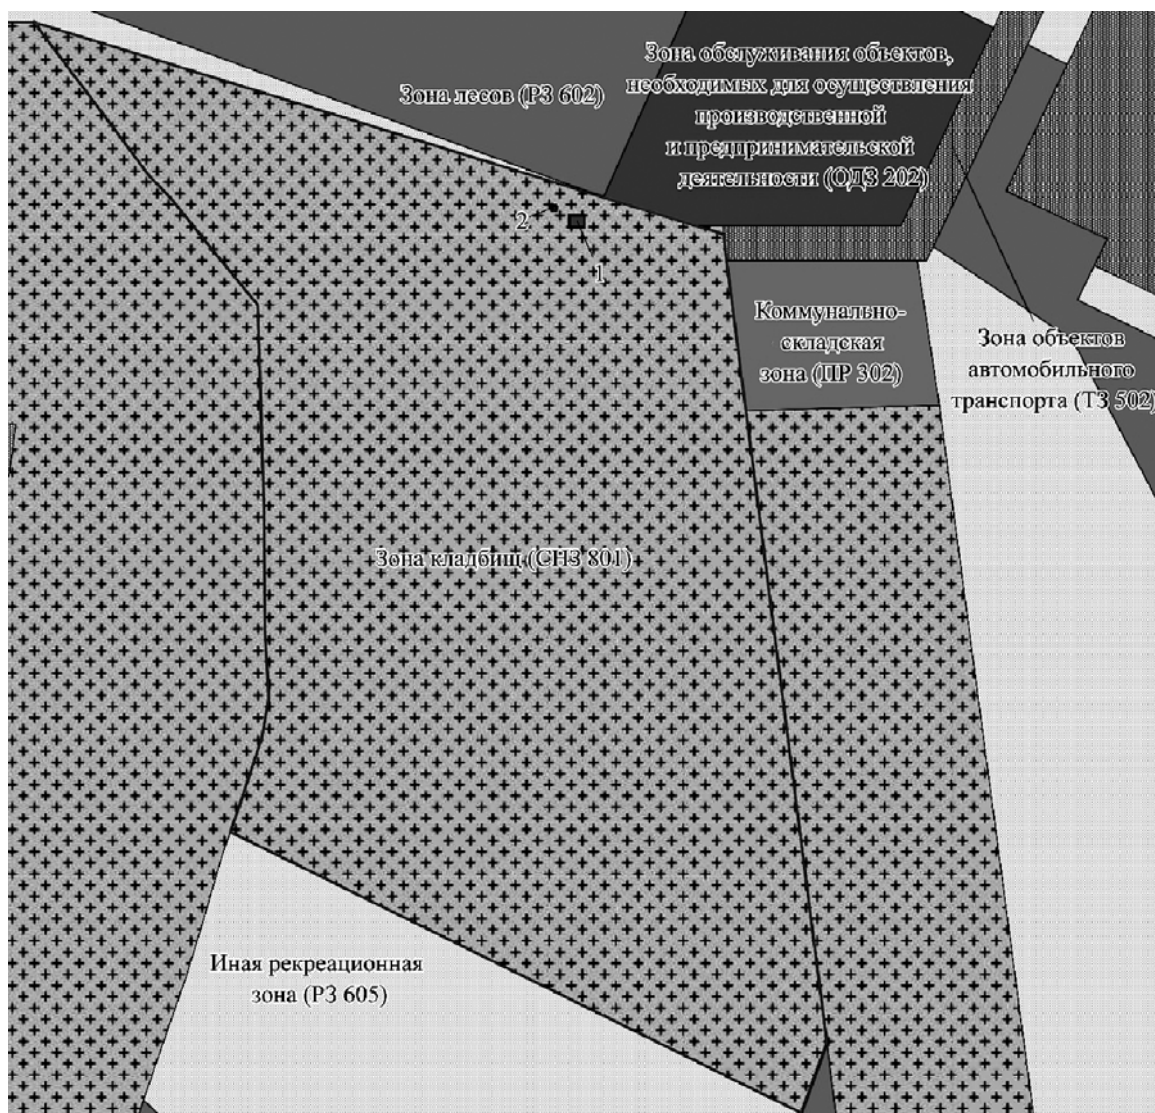 Зона обслуживания объектов,
необходимых для осуществления
производственной
и предпринимательской
деятельности (ОДЗ 202)
Зона лесов (РЗ 602)
2
1
Коммунально-
складская
зона (ПР 302)
Зона объектов
автомобильного
транспорта (ТЗ 502)
Зона кладбищ (СНЗ 801)
Иная рекреационная
зона (РЗ 605)